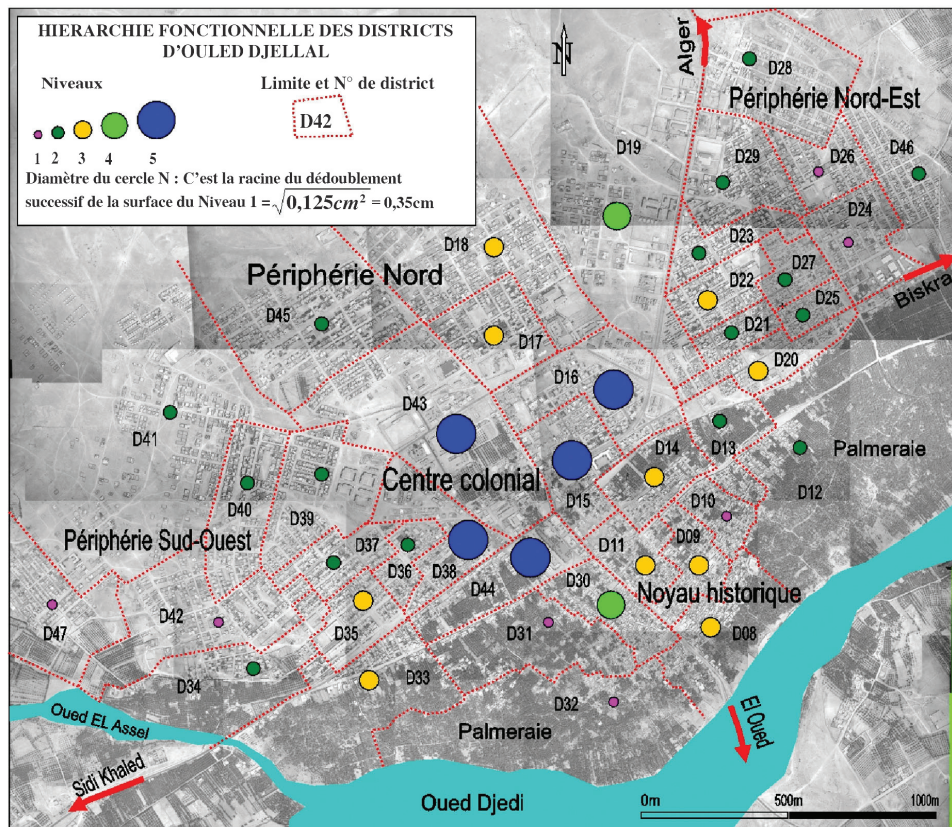 HIERARCHIE FONCTIONNELLE DES DISTRICTS
D'OULED DJELLAL
Niveaux
Limite et N° de district
D42
1 2 3 4 5
Diamètre du cercle N : C'est la racine du dédoublement
successif de la surface du Niveau 1 = √0,125cm² = 0,35cm
N
Alger
D28
Périphérie Nord-Est
D19
D29
D26
D46
D24
D18
D23
Périphérie Nord
D22
D27
Biskra
D45
D17
D21
D25
D20
D16
D43
D41
D14
D13
Palmeraie
Centre colonial
D15
D10
D12
D40
D39
Périphérie Sud-Ouest
D37
D11
D09
D36
D38
D44
D30
Noyau historique
D47
D42
D35
D31
D08
D34
D33
D32
Oued EL Assel
Palmeraie
El Oued
Sidi Khaled
Oued Djedi
0m 500m 1000m